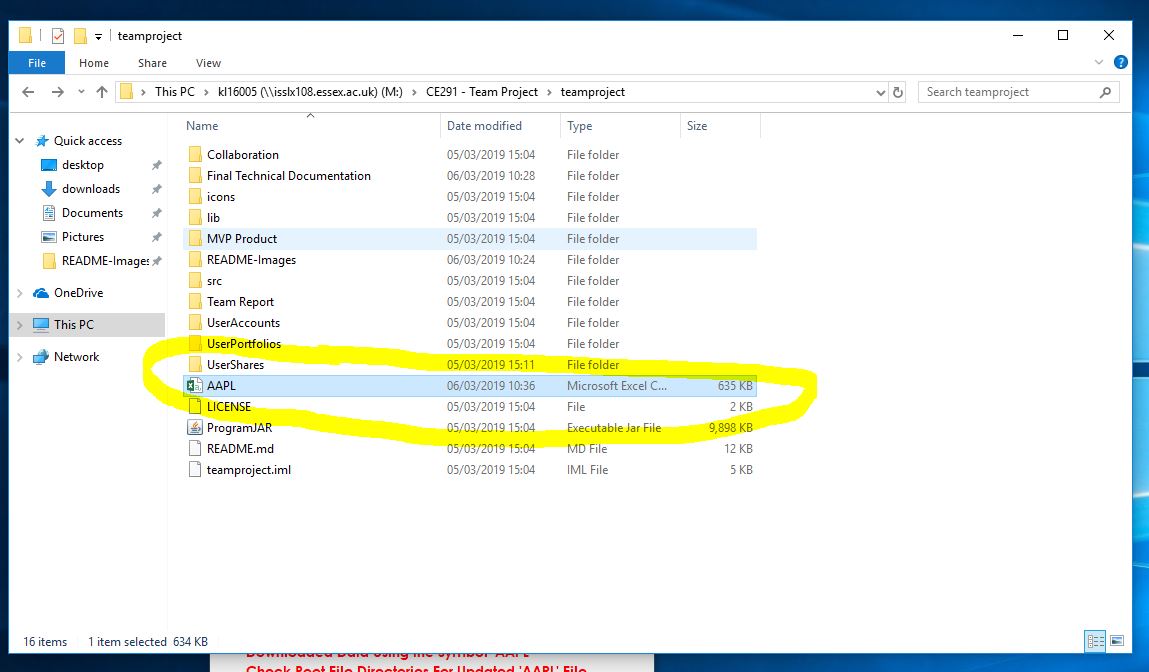 teamproject
File Home Share View
This PC kl16005 (\\isslx108.essex.ac.uk) (M:) CE291 - Team Project teamproject Search teamproject
Name Date modified Type Size
Quick access
desktop
downloads
Documents
Pictures
README-Images
OneDrive
This PC
Network
Collaboration 05/03/2019 15:04 File folder
Final Technical Documentation 06/03/2019 10:28 File folder
icons 05/03/2019 15:04 File folder
lib 05/03/2019 15:04 File folder
MVP Product 05/03/2019 15:04 File folder
README-Images 06/03/2019 10:24 File folder
src 05/03/2019 15:04 File folder
Team Report 05/03/2019 15:04 File folder
UserAccounts 05/03/2019 15:04 File folder
UserPortfolios 05/03/2019 15:04 File folder
UserShares 05/03/2019 15:11 File folder
AAPL 06/03/2019 10:36 Microsoft Excel C... 635 KB
LICENSE 05/03/2019 15:04 File 2 KB
ProgramJAR 05/03/2019 15:04 Executable Jar File 9,898 KB
README.md 05/03/2019 15:04 MD File 12 KB
teamproject.iml 05/03/2019 15:04 IML File 5 KB
16 items 1 item selected 634 KB
Downloaded Data Using the Symbol 'AAPL'
Check Root File Directories For Updated 'AAPL' File